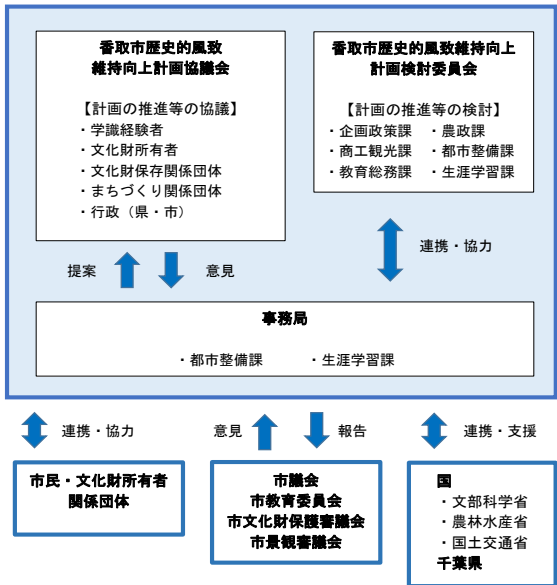 香取市歴史的風致
維持向上計画協議会
【計画の推進等の協議】
・学識経験者
・文化財所有者
・文化財保存関係団体
・まちづくり関係団体
・行政（県・市）
香取市歴史的風致維持向上
計画検討委員会
【計画の推進等の検討】
・企画政策課　・農政課
・商工観光課　・都市整備課
・教育総務課　・生涯学習課
提案　意見
連携・協力
事務局
・都市整備課　・生涯学習課
連携・協力
意見　報告
連携・支援
市民・文化財所有者
関係団体
市議会
市教育委員会
市文化財保護審議会
市景観審議会
国
・文部科学省
・農林水産省
・国土交通省
千葉県